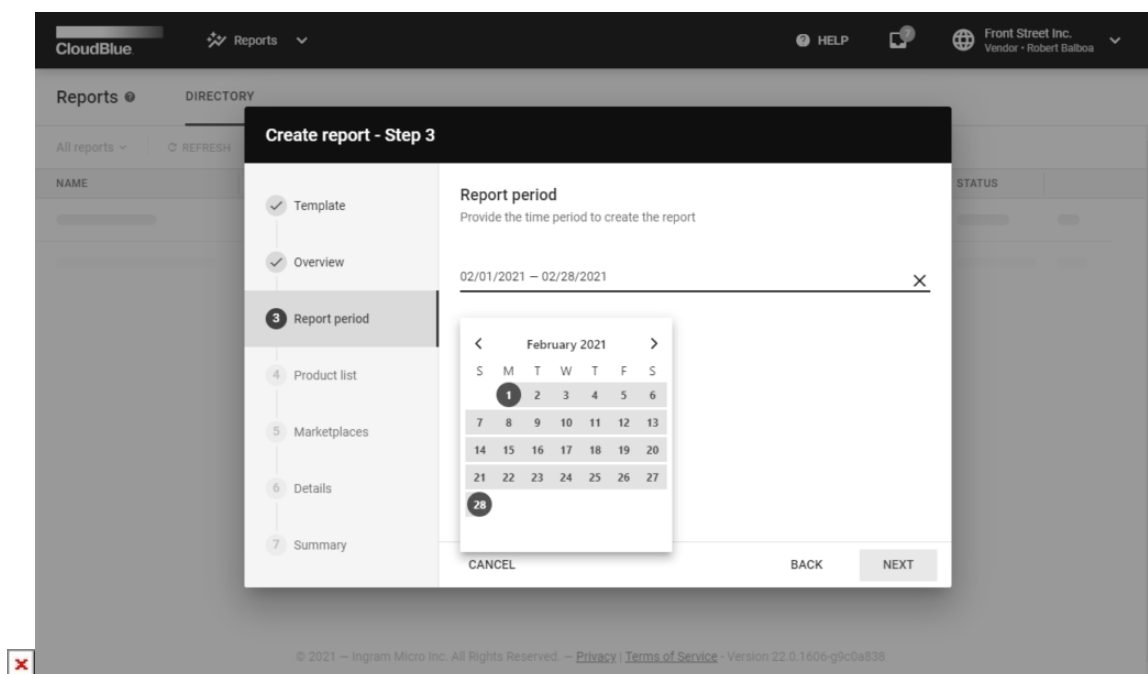 CloudBlue.
Reports
HELP
7
Front Street Inc.
Vendor • Robert Balboa
Reports
DIRECTORY
All reports
REFRESH
NAME
STATUS
Create report - Step 3
Template
Overview
3 Report period
4 Product list
5 Marketplaces
6 Details
7 Summary
Report period
Provide the time period to create the report
02/01/2021 — 02/28/2021
February 2021
S M T W T F S
1 2 3 4 5 6
7 8 9 10 11 12 13
14 15 16 17 18 19 20
21 22 23 24 25 26 27
28
CANCEL
BACK
NEXT
© 2021 — Ingram Micro Inc. All Rights Reserved. — Privacy | Terms of Service - Version 22.0.1606-g9c0a838